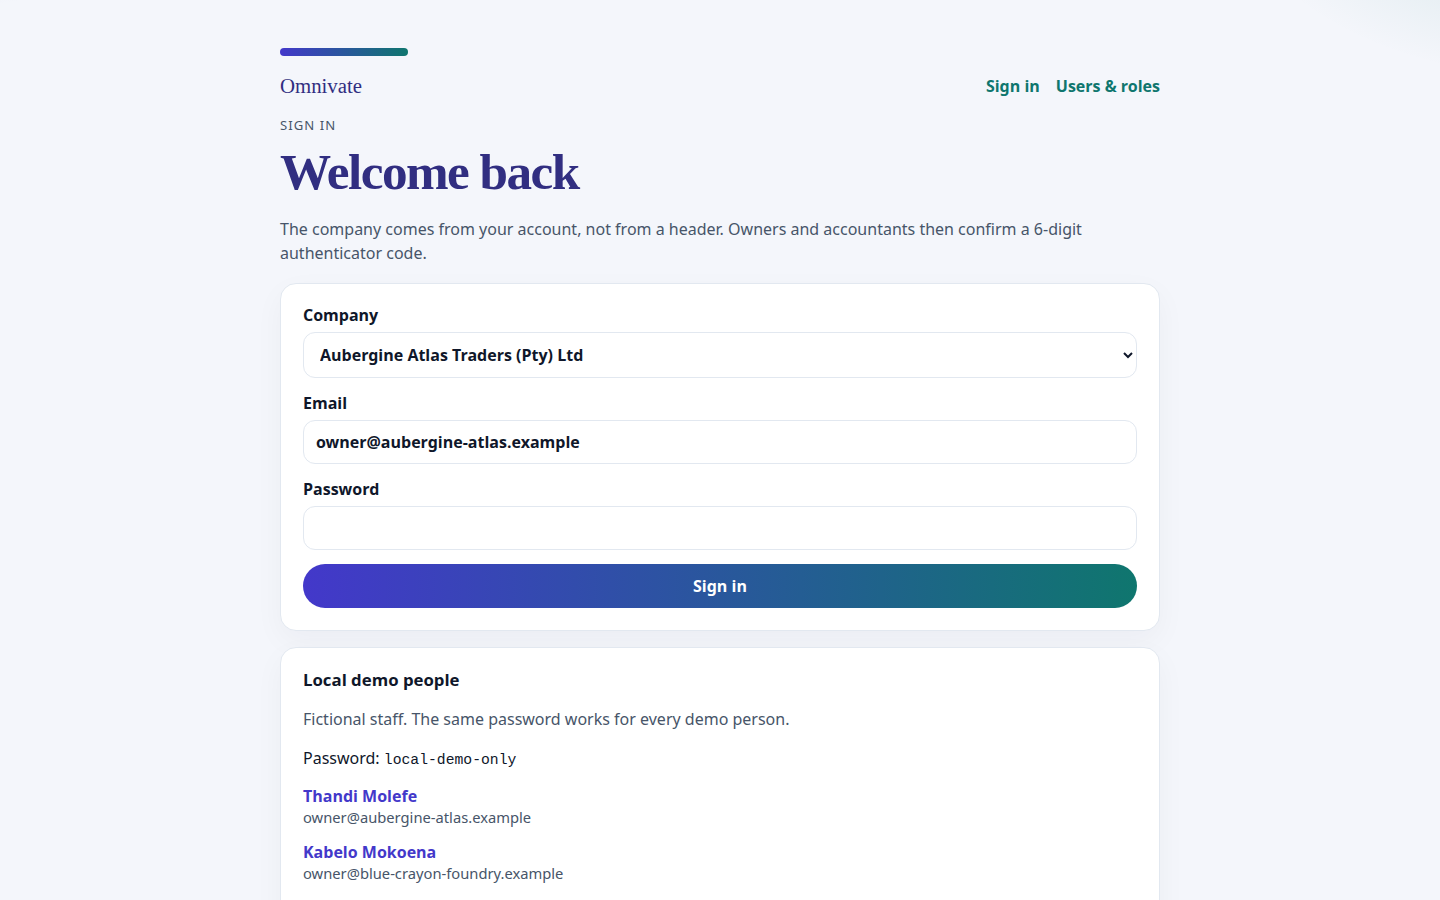 Omnivate
Sign in Users & roles
SIGN IN
Welcome back
The company comes from your account, not from a header. Owners and accountants then confirm a 6-digit
authenticator code.
Company
Aubergine Atlas Traders (Pty) Ltd
Email
owner@aubergine-atlas.example
Password
Sign in
Local demo people
Fictional staff. The same password works for every demo person.
Password: local-demo-only
Thandi Molefe
owner@aubergine-atlas.example
Kabelo Mokoena
owner@blue-crayon-foundry.example